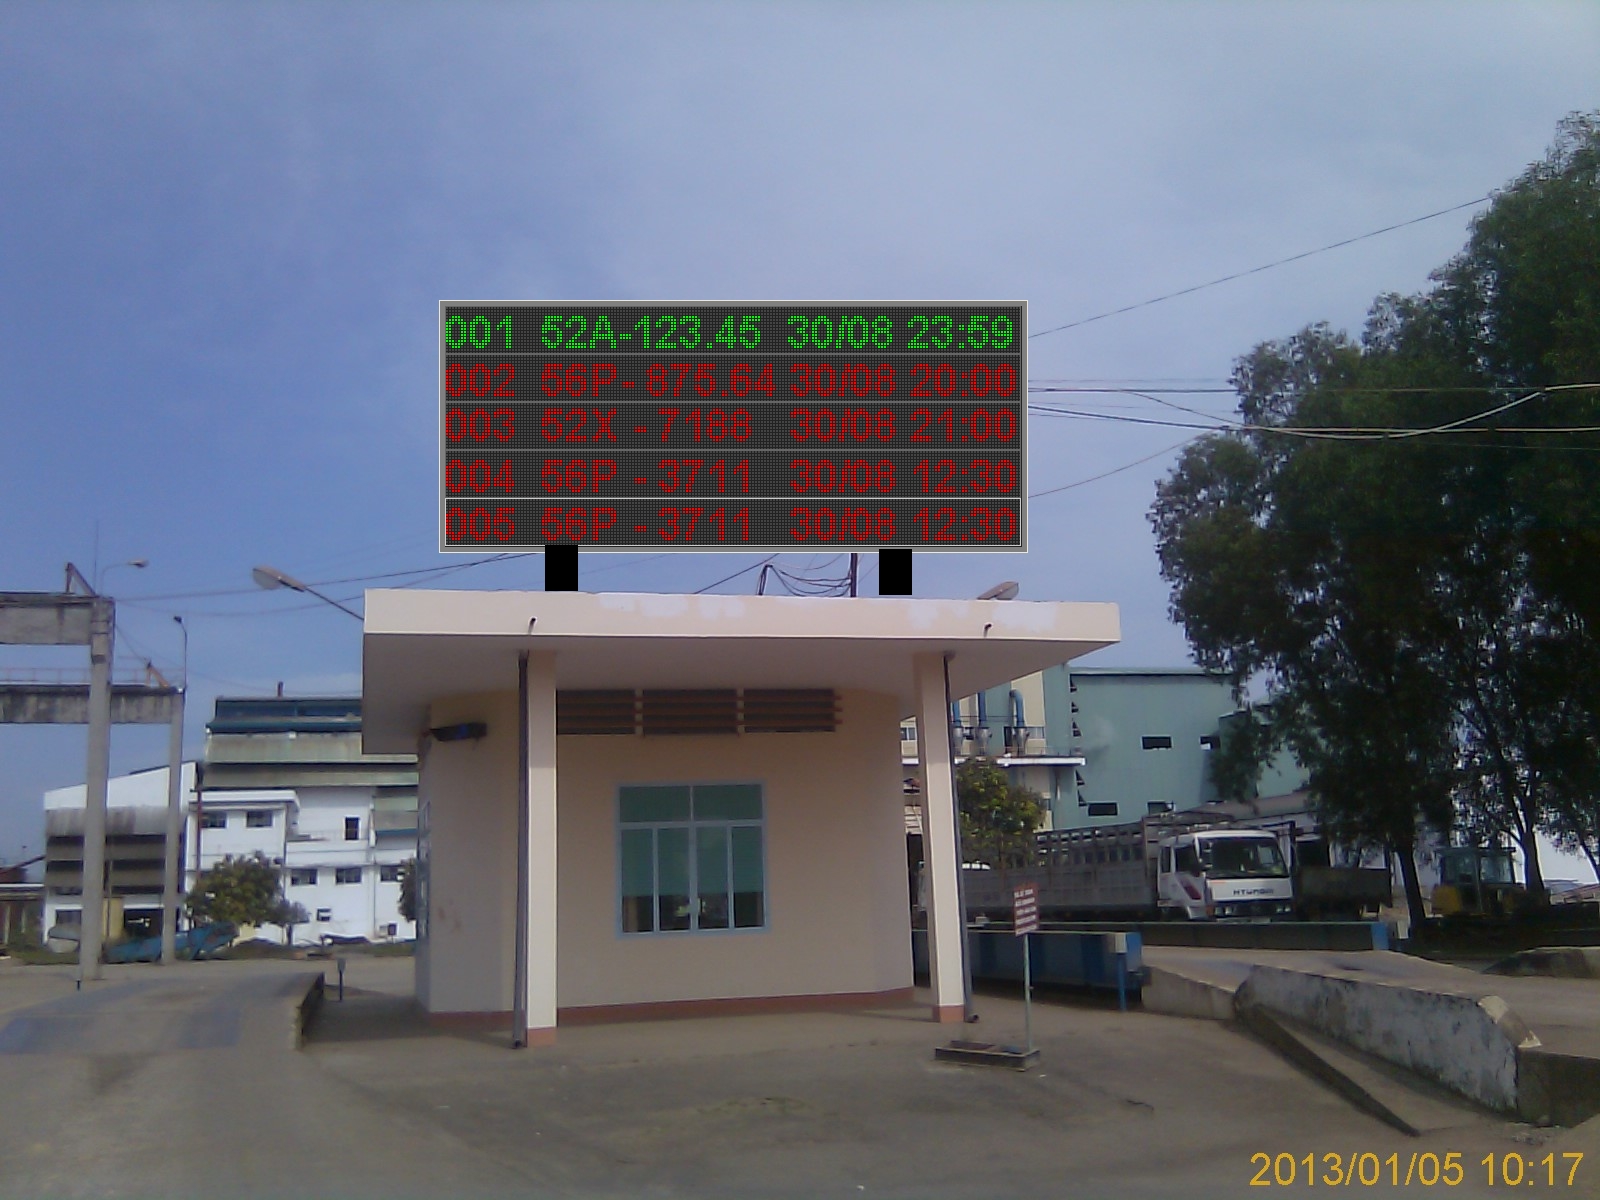 001 52A-123.45 30/08 23:59
002 56P - 875.64 30/08 20:00
003 52X - 7188 30/08 21:00
004 56P - 3711 30/08 12:30
005 56P - 3711 30/08 12:30
HYUNDAI
2013/01/05 10:17